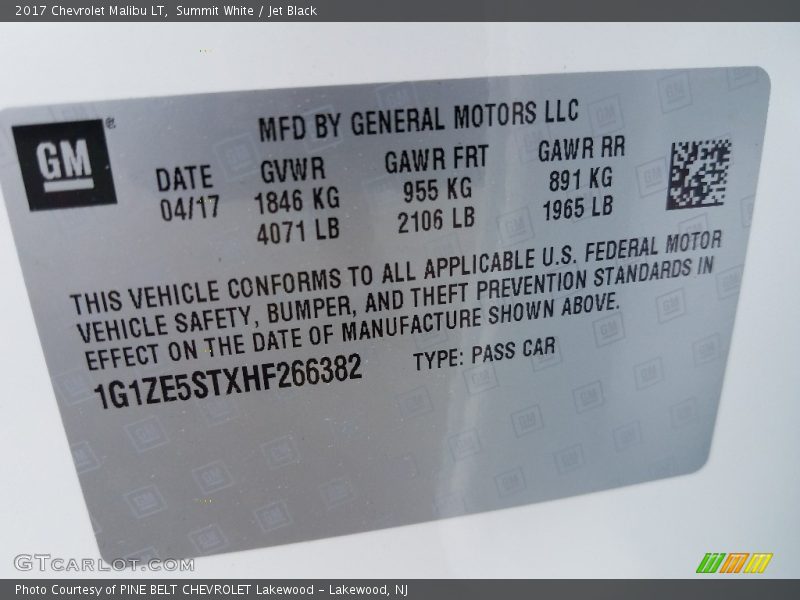 2017 Chevrolet Malibu LT, Summit White / Jet Black
GM®
MFD BY GENERAL MOTORS LLC
DATE GVWR GAWR FRT GAWR RR
04/17 1846 KG 955 KG 891 KG
4071 LB 2106 LB 1965 LB
THIS VEHICLE CONFORMS TO ALL APPLICABLE U.S. FEDERAL MOTOR
VEHICLE SAFETY, BUMPER, AND THEFT PREVENTION STANDARDS IN
EFFECT ON THE DATE OF MANUFACTURE SHOWN ABOVE.
1G1ZE5STXHF266382 TYPE: PASS CAR
GTcarlot.com
Photo Courtesy of PINE BELT CHEVROLET Lakewood - Lakewood, NJ